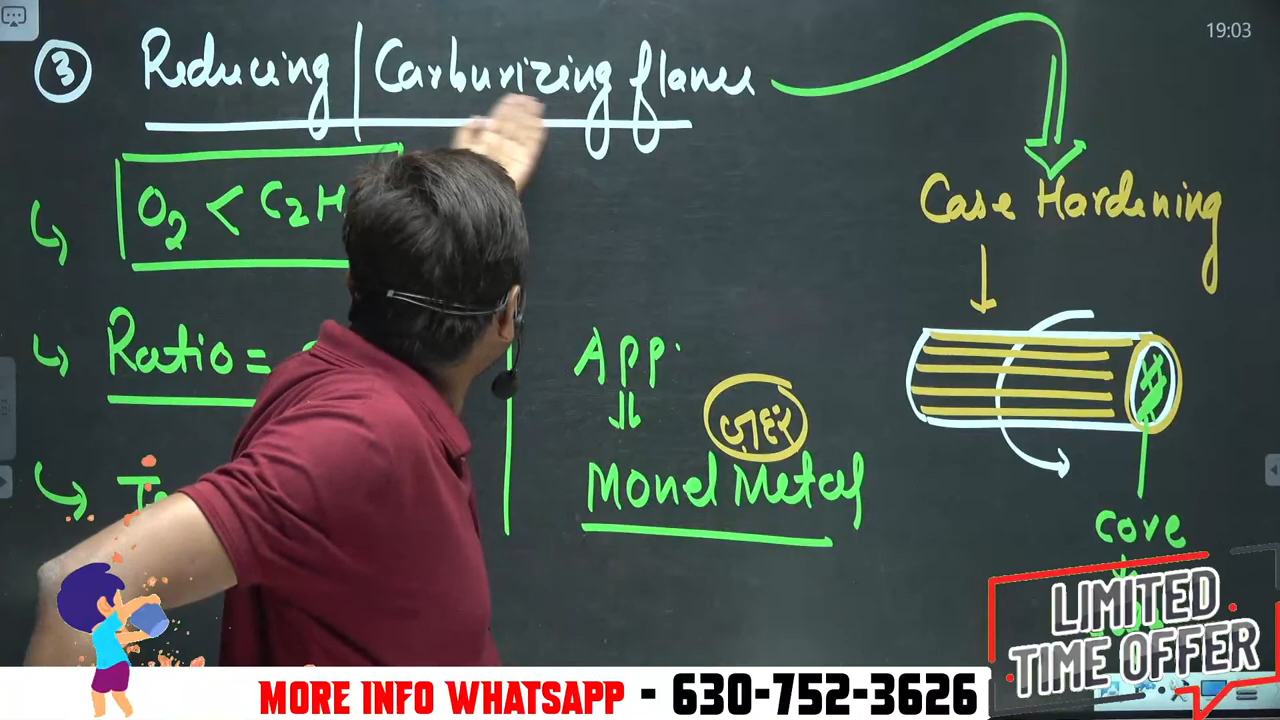 19:03
③ Reducing | Carburizing flame
O₂ < C₂H
Case Hardening
Ratio =
App.
ज़हर
Monel Metal
Core
LIMITED
TIME OFFER
MORE INFO WHATSAPP - 630-752-3626